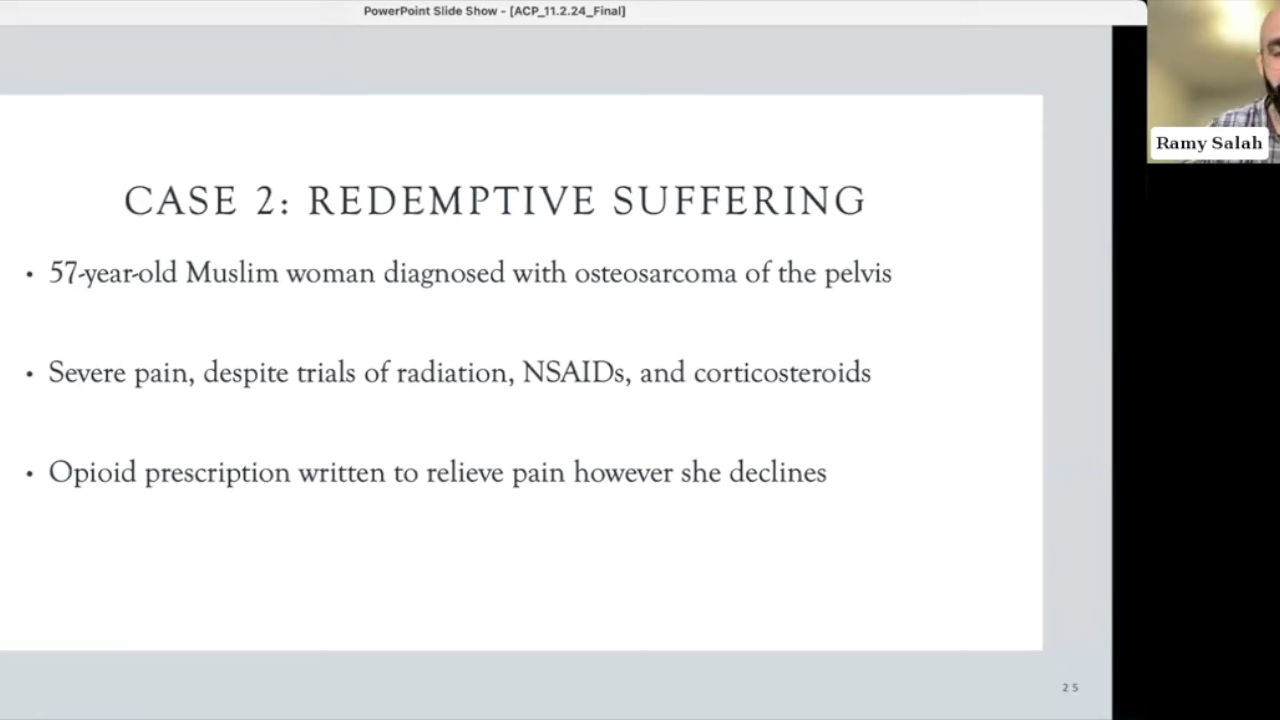 PowerPoint Slide Show - [ACP_11.2.24_Final]
Ramy Salah
CASE 2: REDEMPTIVE SUFFERING
• 57-year-old Muslim woman diagnosed with osteosarcoma of the pelvis
• Severe pain, despite trials of radiation, NSAIDs, and corticosteroids
• Opioid prescription written to relieve pain however she declines
25